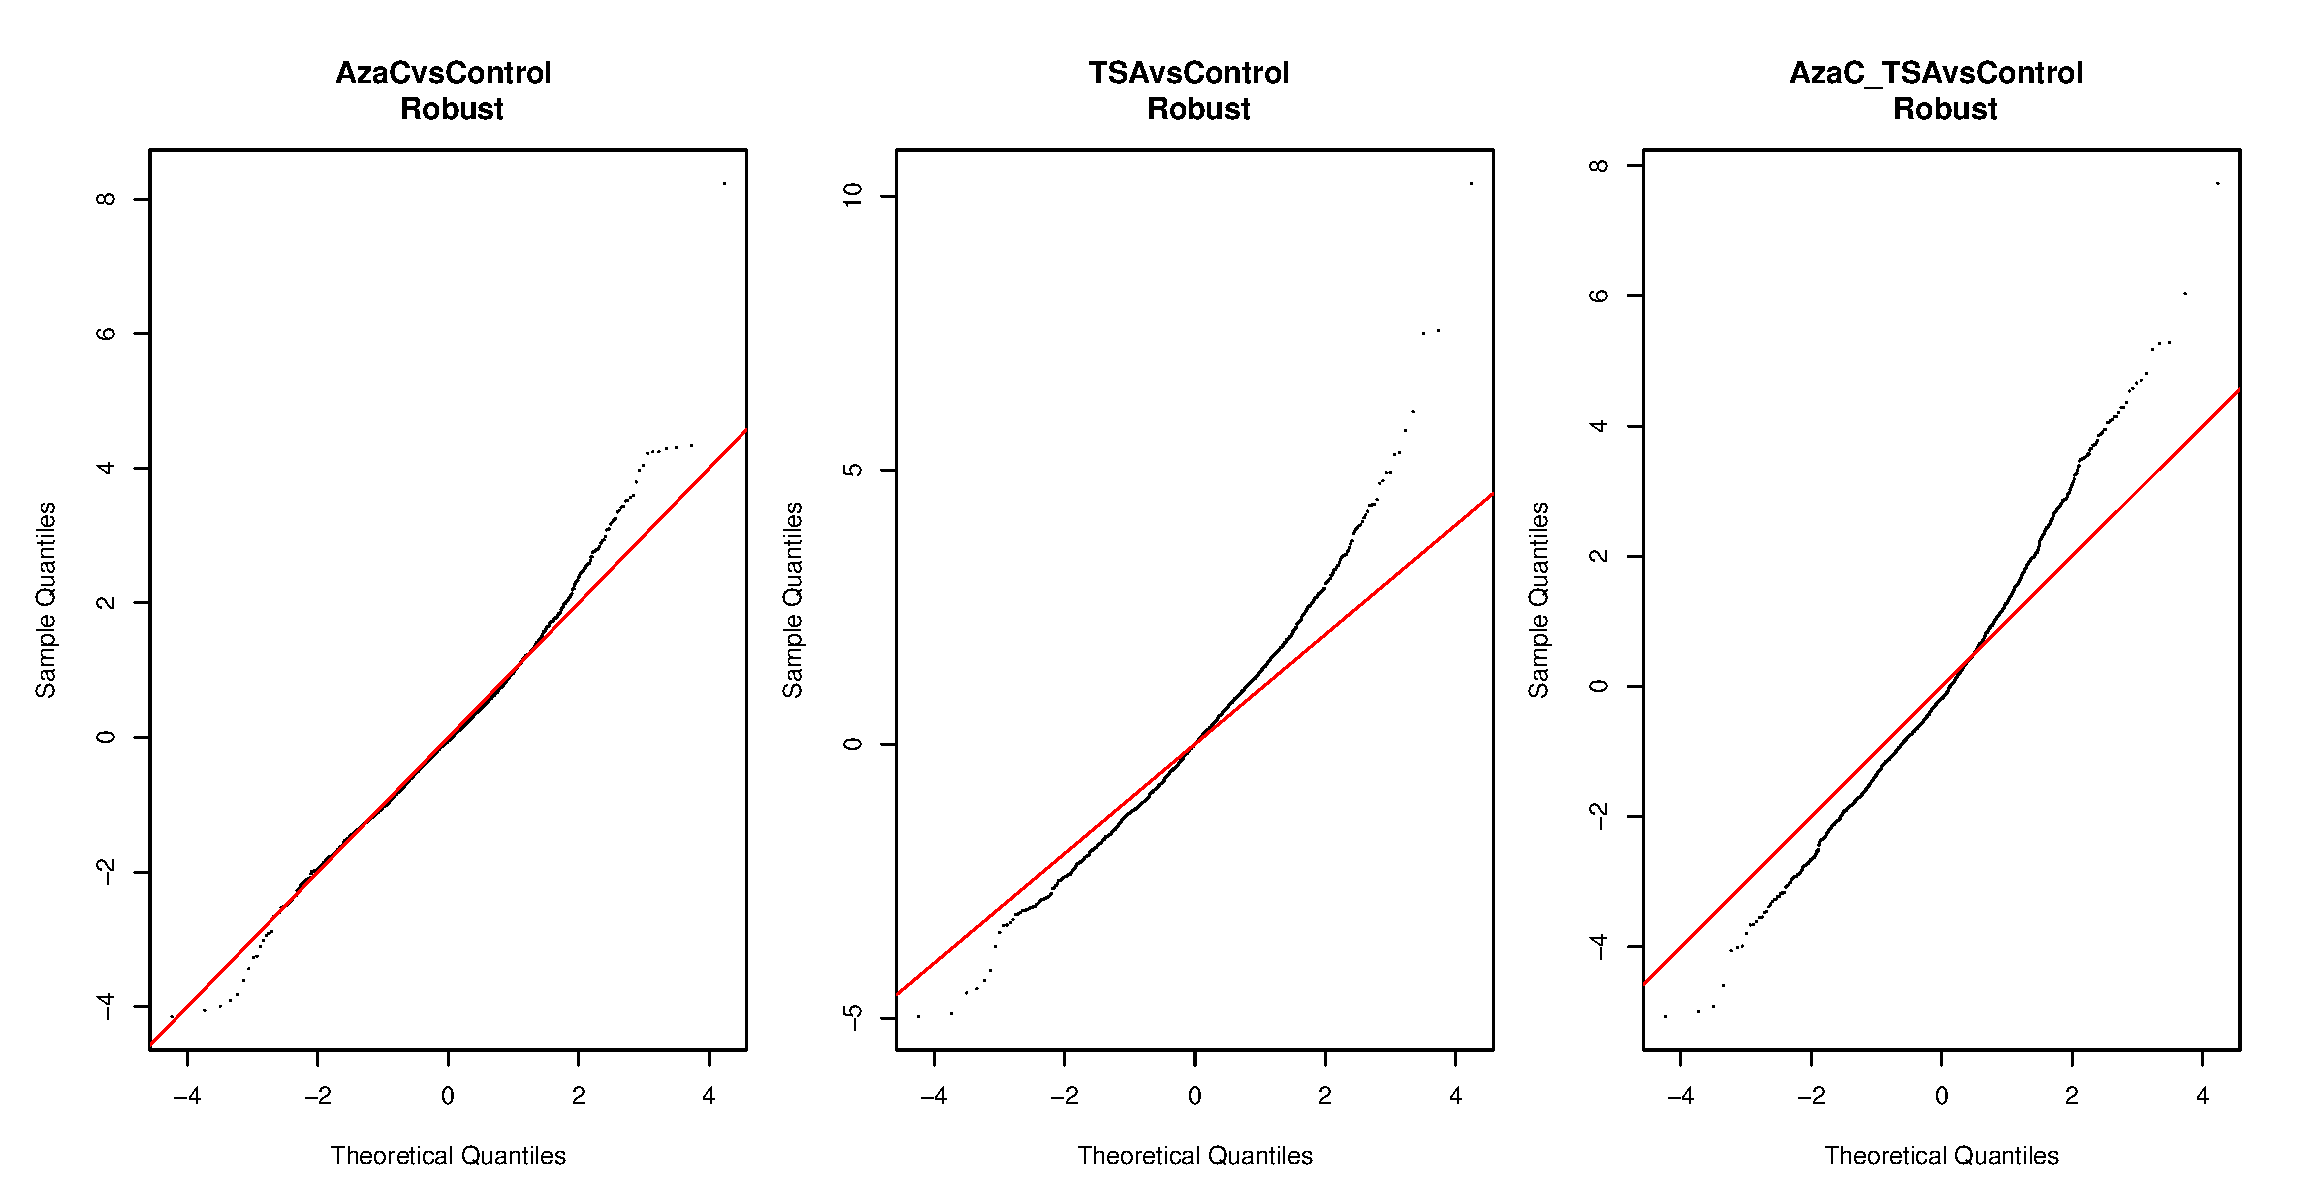 AzaCvsControl
Robust
Sample Quantiles
8
6
4
2
0
−2
−4
−4 −2 0 2 4
Theoretical Quantiles
TSAvsControl
Robust
Sample Quantiles
10
5
0
−5
−4 −2 0 2 4
Theoretical Quantiles
AzaC_TSAvsControl
Robust
Sample Quantiles
8
6
4
2
0
−2
−4
−4 −2 0 2 4
Theoretical Quantiles